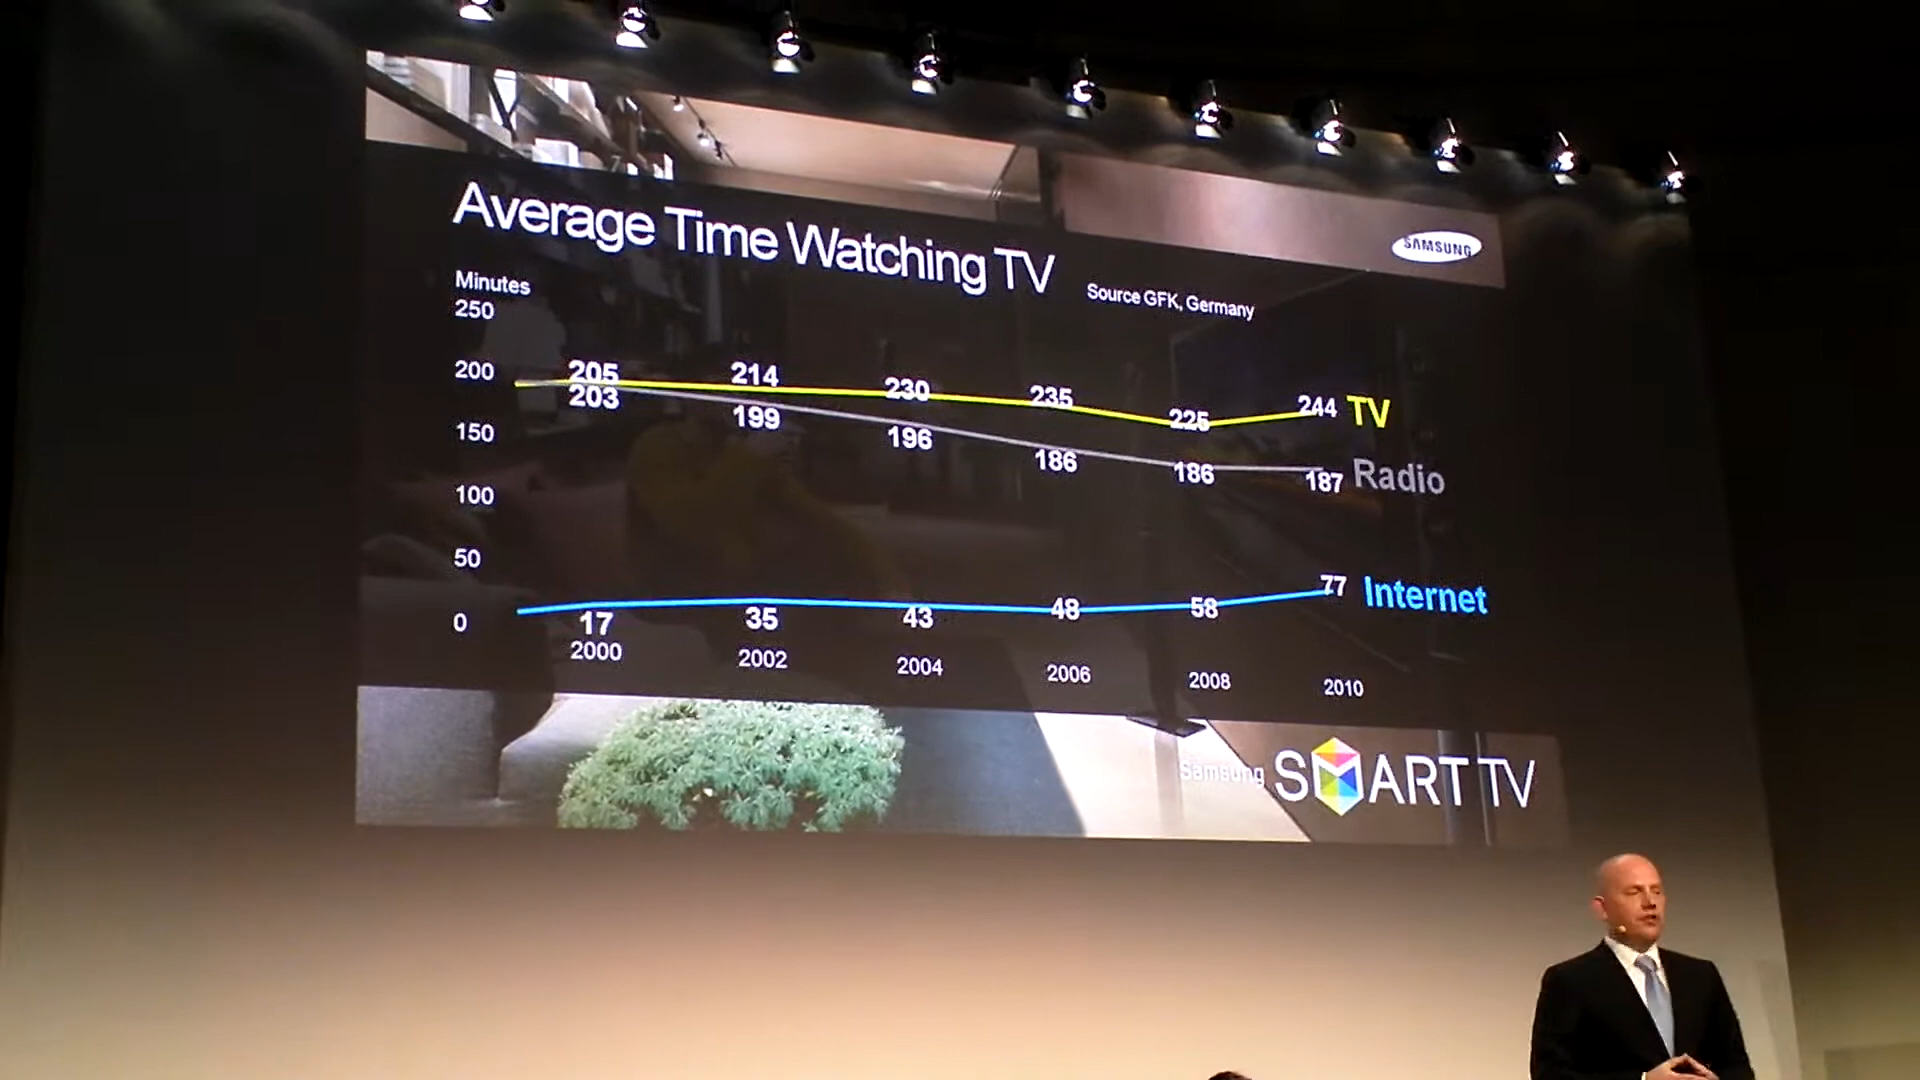 Average Time Watching TV
SAMSUNG
Source GFK, Germany
Minutes
250
200
150
100
50
0
205 214 230 235 225 244 TV
203 199 196 186 186 187 Radio
17 35 43 48 58 77 Internet
2000 2002 2004 2006 2008 2010
Samsung SMART TV